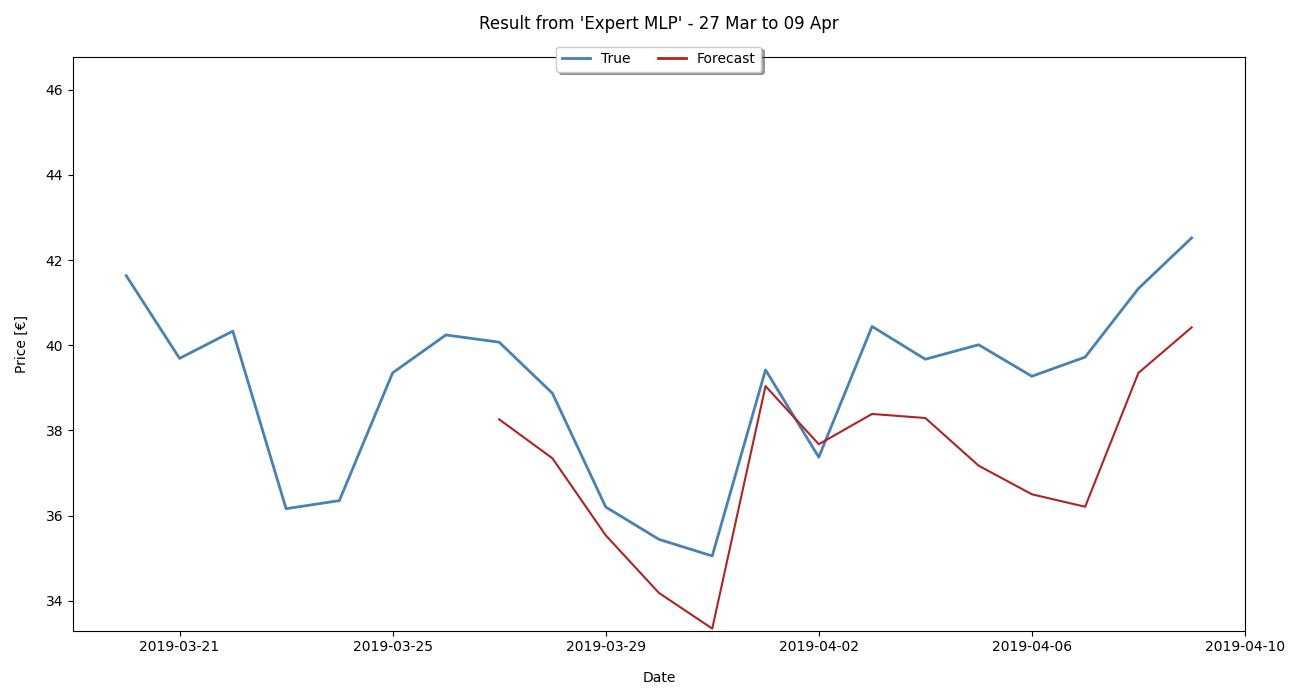 Result from 'Expert MLP' - 27 Mar to 09 Apr
True Forecast
46
44
42
40
38
36
34
Price [€]
2019-03-21 2019-03-25 2019-03-29 2019-04-02 2019-04-06 2019-04-10
Date